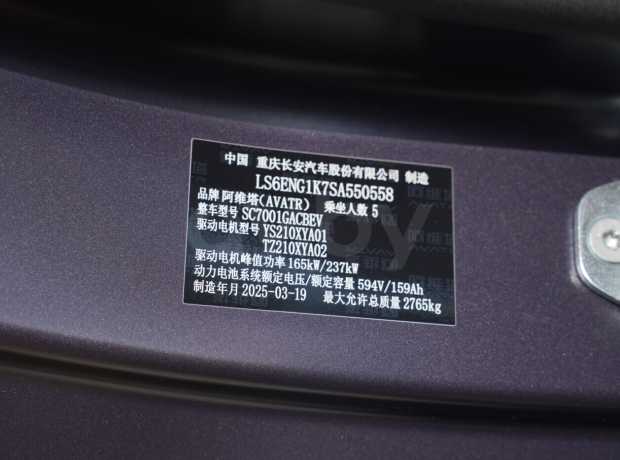 中国 重庆长安汽车股份有限公司 制造
LS6ENG1K7SA550558
品牌 阿维塔(AVATR) 乘坐人数 5
整车型号 SC7001GACBEV
驱动电机型号 YS210XYA01
TZ210XYA02
驱动电机峰值功率 165kW/237kW
动力电池系统额定电压/额定容量 594V/159Ah
制造年月 2025-03-19 最大允许总质量 2765kg